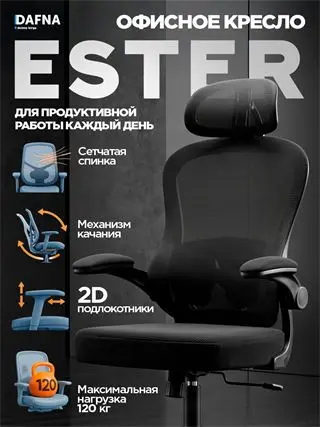 DAFNA
ОФИСНОЕ КРЕСЛО
ESTER
ДЛЯ ПРОДУКТИВНОЙ
РАБОТЫ КАЖДЫЙ ДЕНЬ
Сетчатая
спинка
Механизм
качания
2D
подлокотники
120
Максимальная
нагрузка
120 кг